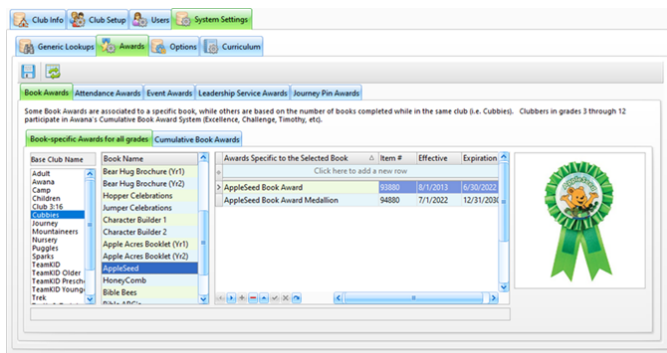 Club Info Club Setup Users System Settings
Generic Lookups Awards Options Curriculum
Book Awards Attendance Awards Event Awards Leadership Service Awards Journey Pin Awards
Some Book Awards are associated to a specific book, while others are based on the number of books completed while in the same club (i.e. Cubbies). Clubbers in grades 3 through 12
participate in Awana's Cumulative Book Award System (Excellence, Challenge, Timothy, etc).
Book-specific Awards for all grades Cumulative Book Awards
Base Club Name
Adult
Awana
Camp
Children
Club 3:16
Cubbies
Journey
Mountaineers
Nursery
Puggles
Sparks
TeamKID
TeamKID Older
TeamKID Presch
TeamKID Young
Trek
Book Name
Bear Hug Brochure (Yr1)
Bear Hug Brochure (Yr2)
Hopper Celebrations
Jumper Celebrations
Character Builder 1
Character Builder 2
Apple Acres Booklet (Yr1)
Apple Acres Booklet (Yr2)
AppleSeed
HoneyComb
Bible Bees
Awards Specific to the Selected Book Item # Effective Expiration
Click here to add a new row
AppleSeed Book Award 93880 8/1/2013 6/30/2022
AppleSeed Book Award Medallion 94880 7/1/2022 12/31/2030
AppleSeed